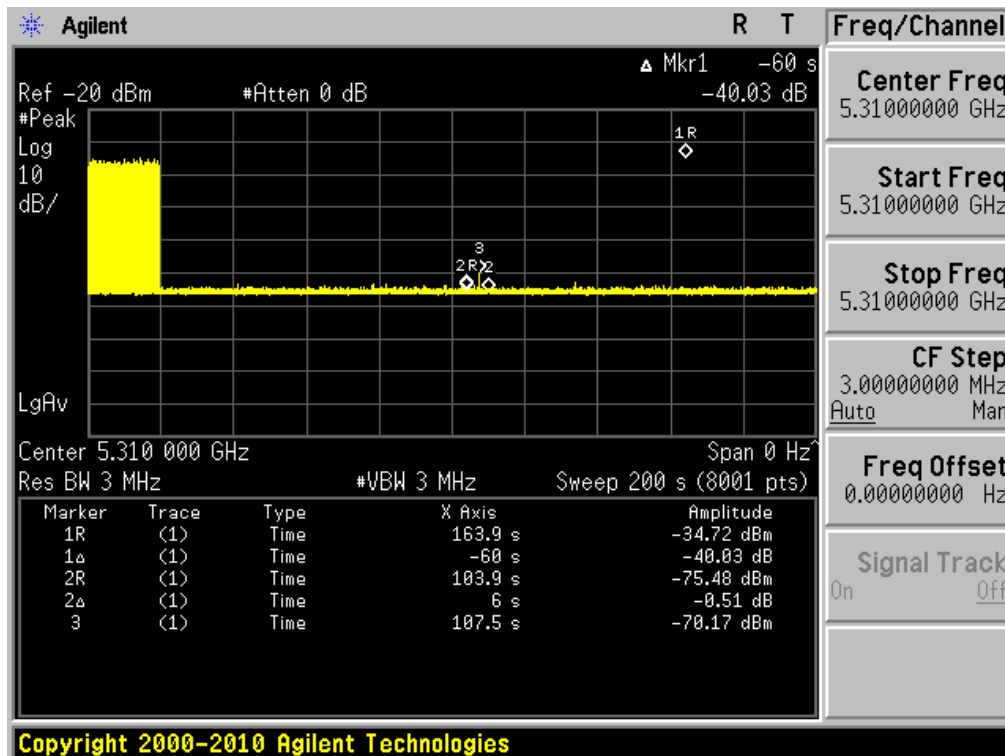 Agilent R T
Freq/Channel
Δ Mkr1 -60 s
Ref -20 dBm #Atten 0 dB -40.03 dB
#Peak
Log
10
dB/
1R
3
2R 2
LgAv
Center 5.310 000 GHz Span 0 Hz^
Res BW 3 MHz #VBW 3 MHz Sweep 200 s (8001 pts)
Marker Trace Type X Axis Amplitude
1R (1) Time 163.9 s -34.72 dBm
1Δ (1) Time -60 s -40.03 dB
2R (1) Time 103.9 s -75.48 dBm
2Δ (1) Time 6 s -0.51 dB
3 (1) Time 107.5 s -70.17 dBm
Center Freq
5.31000000 GHz
Start Freq
5.31000000 GHz
Stop Freq
5.31000000 GHz
CF Step
3.00000000 MHz
Auto Man
Freq Offset
0.00000000 Hz
Signal Track
On Off
Copyright 2000-2010 Agilent Technologies